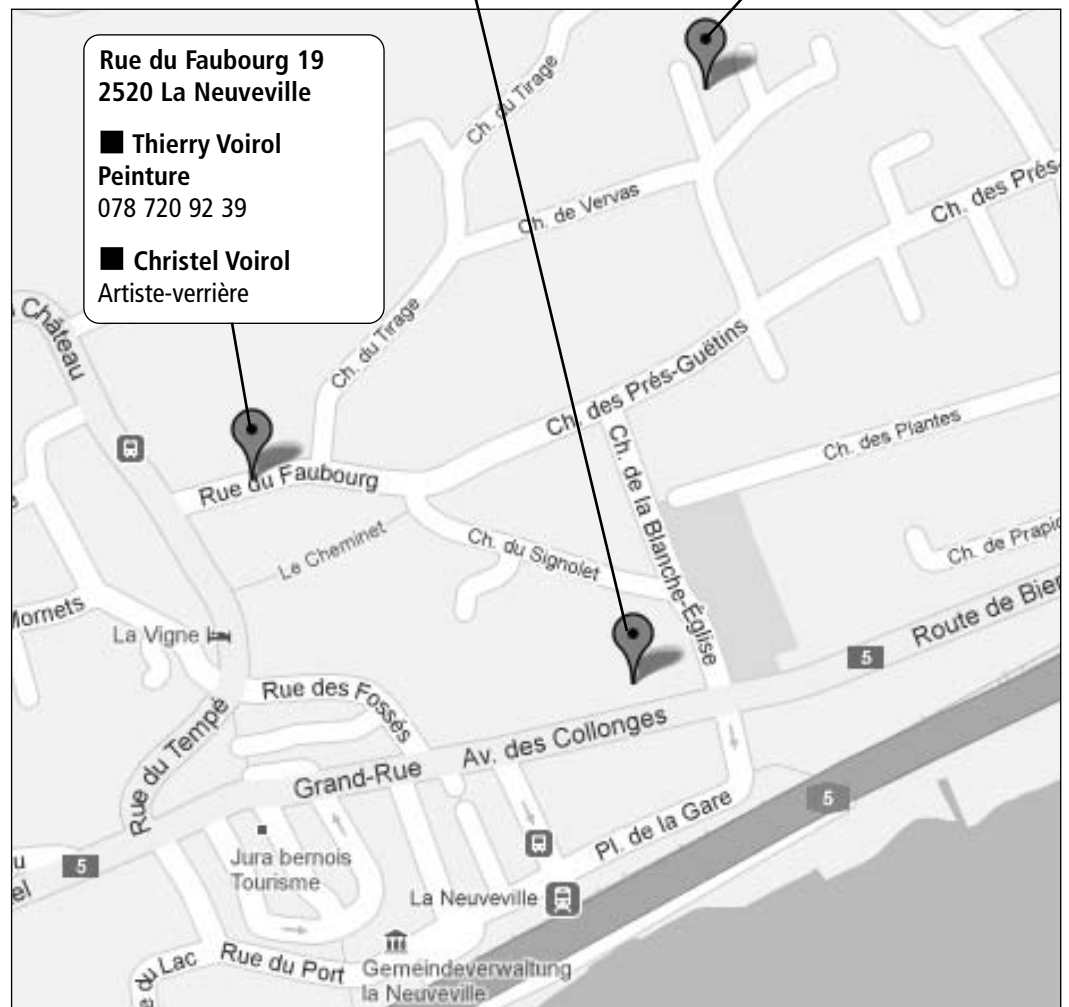 Rue du Faubourg 19
2520 La Neuveville
Thierry Voirol
Peinture
078 720 92 39
Christel Voirol
Artiste-verrière
Ch. du Tirage
Ch. de Vervas
Ch. des Prés-
Château
Ch. du Tirage
Ch. des Prés-Guëtins
Ch. des Plantes
Rue du Faubourg
Ch. de la Blanche-Église
Le Cheminet
Ch. du Signolet
Ch. de Prapic
Mornets
La Vigne
Route de Bien
5
Rue des Fossés
Rue du Tempé
Av. des Collonges
Grand-Rue
5
Pl. de la Gare
5
Jura bernois
Tourisme
La Neuveville
du Lac
Rue du Port
Gemeindeverwaltung
la Neuveville